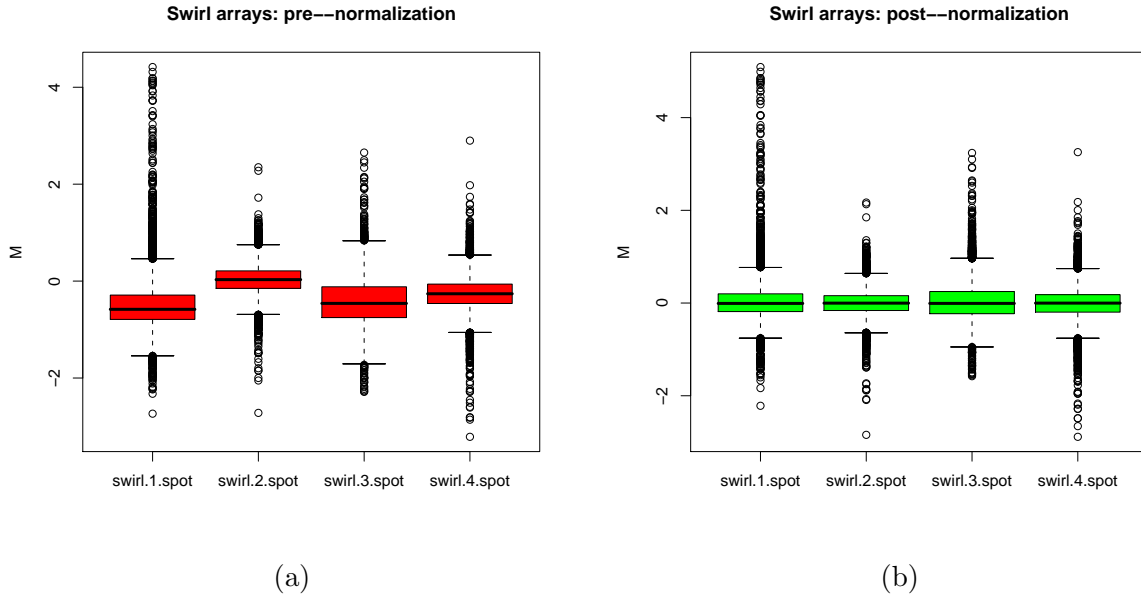 Swirl arrays: pre−−normalization
M
4
2
0
−2
swirl.1.spot swirl.2.spot swirl.3.spot swirl.4.spot
(a)
Swirl arrays: post−−normalization
M
4
2
0
−2
swirl.1.spot swirl.2.spot swirl.3.spot swirl.4.spot
(b)